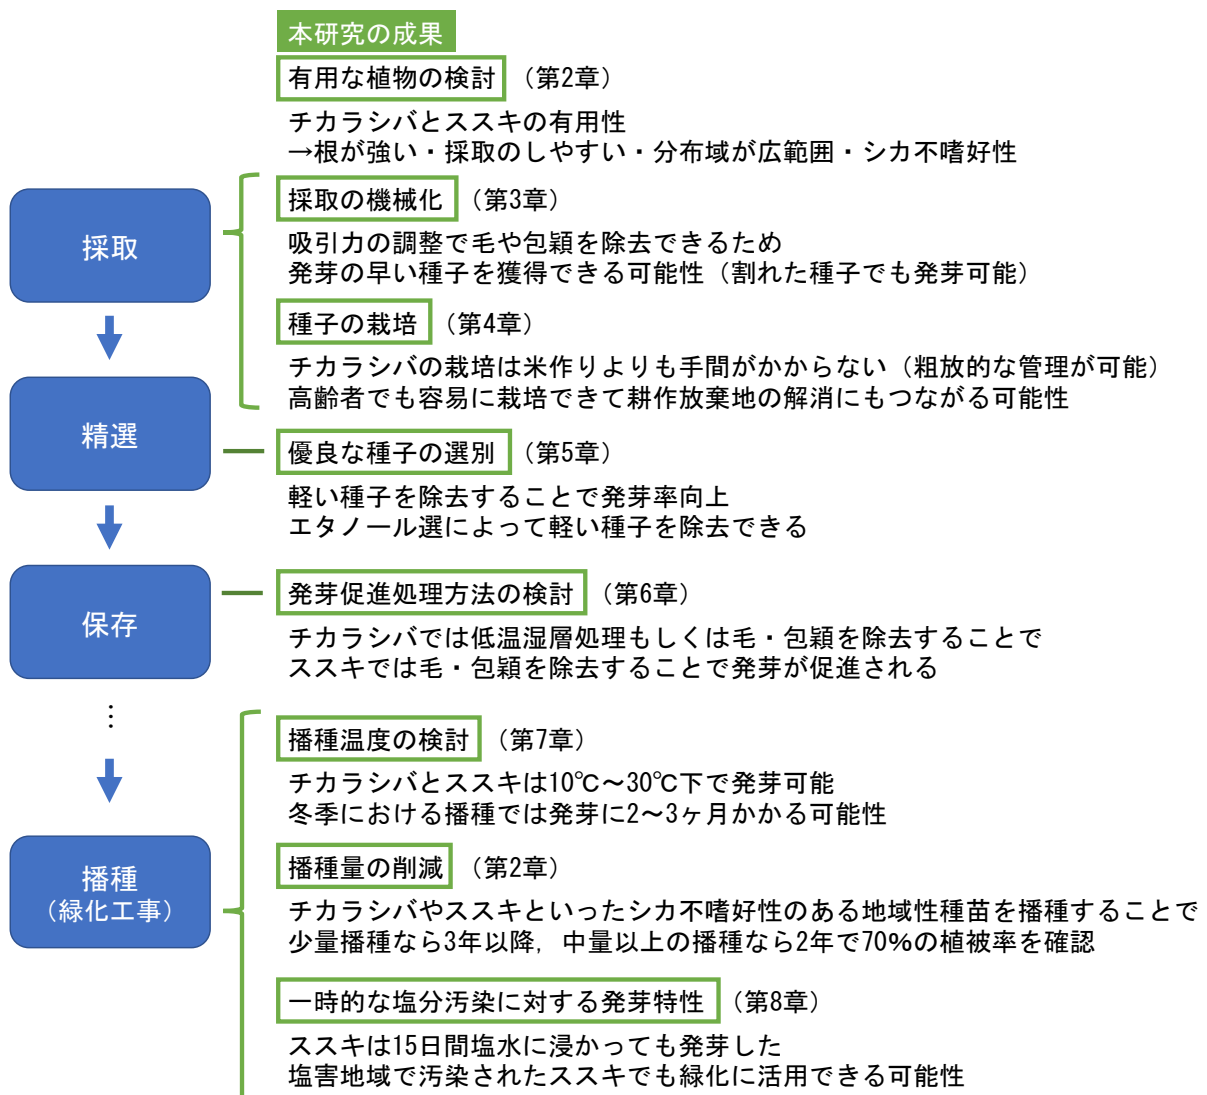 本研究の成果
有用な植物の検討（第2章）
チカラシバとススキの有用性
→根が強い・採取のしやすい・分布域が広範囲・シカ不嗜好性
採取
採取の機械化（第3章）
吸引力の調整で毛や包穎を除去できるため
発芽の早い種子を獲得できる可能性（割れた種子でも発芽可能）
種子の栽培（第4章）
チカラシバの栽培は米作りよりも手間がかからない（粗放的な管理が可能）
高齢者でも容易に栽培できて耕作放棄地の解消にもつながる可能性
精選
優良な種子の選別（第5章）
軽い種子を除去することで発芽率向上
エタノール選によって軽い種子を除去できる
保存
発芽促進処理方法の検討（第6章）
チカラシバでは低温湿層処理もしくは毛・包穎を除去することで
ススキでは毛・包穎を除去することで発芽が促進される
…
播種温度の検討（第7章）
チカラシバとススキは10℃～30℃下で発芽可能
冬季における播種では発芽に2～3ヶ月かかる可能性
播種
（緑化工事）
播種量の削減（第2章）
チカラシバやススキといったシカ不嗜好性のある地域性種苗を播種することで
少量播種なら3年以降，中量以上の播種なら2年で70%の植被率を確認
一時的な塩分汚染に対する発芽特性（第8章）
ススキは15日間塩水に浸かっても発芽した
塩害地域で汚染されたススキでも緑化に活用できる可能性